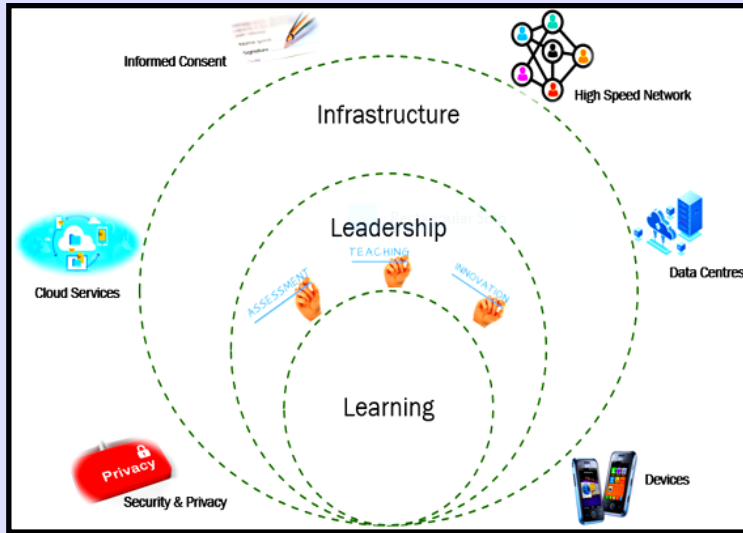 Informed Consent
High Speed Network
Infrastructure
Leadership
TEACHING
ASSESSMENT
INNOVATION
Cloud Services
Data Centres
Learning
Privacy
Security & Privacy
Devices